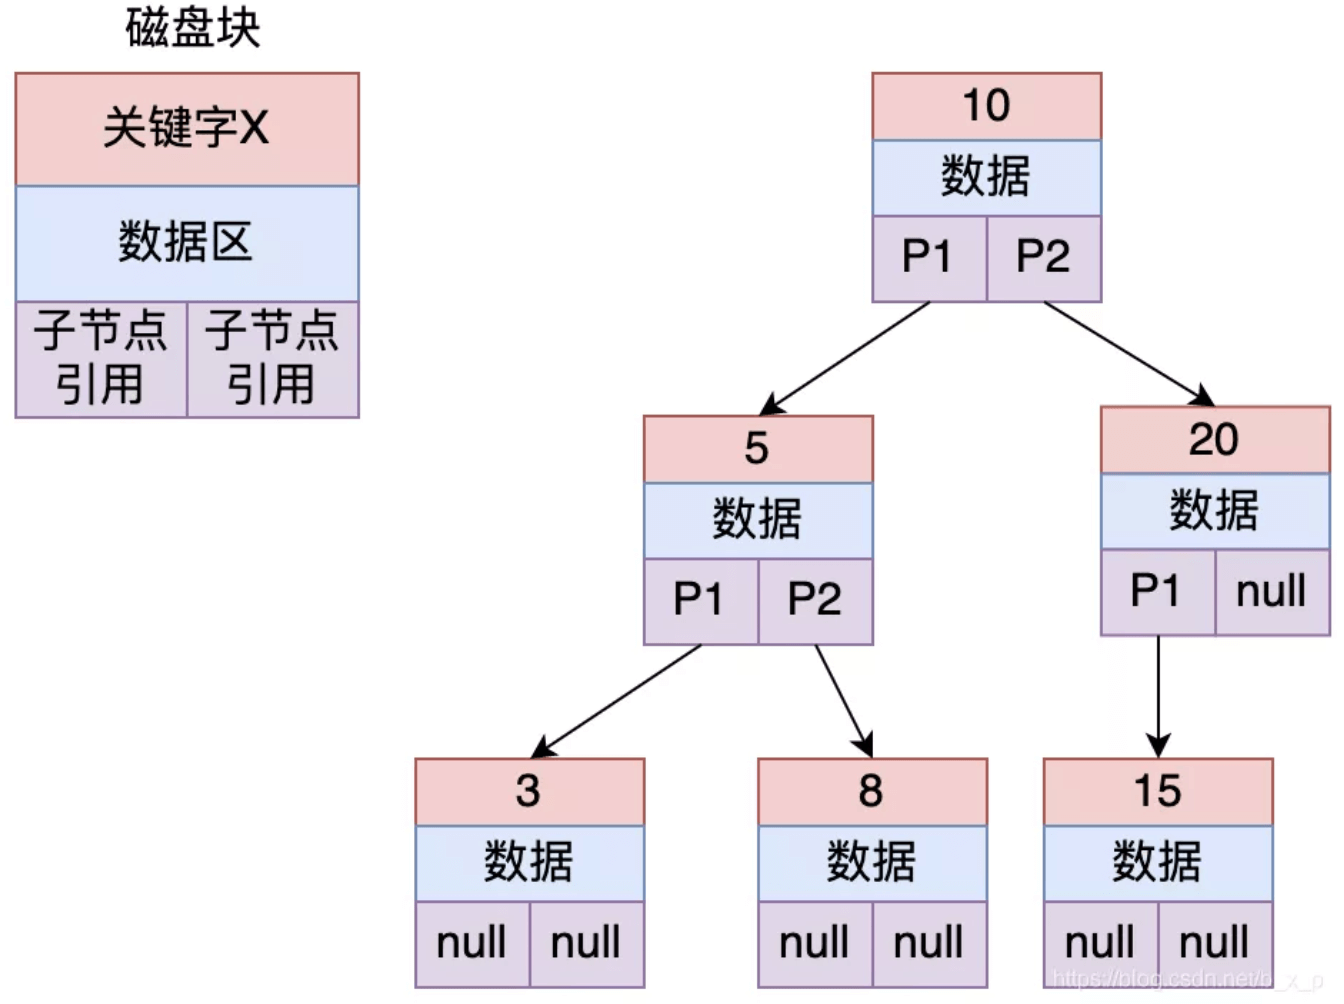 磁盘块
关键字X
数据区
子节点 子节点
引用 引用
10
数据
P1 P2
5
数据
P1 P2
20
数据
P1 null
3
数据
null null
8
数据
null null
15
数据
null null
https://blog.csdn.net/b_x_p